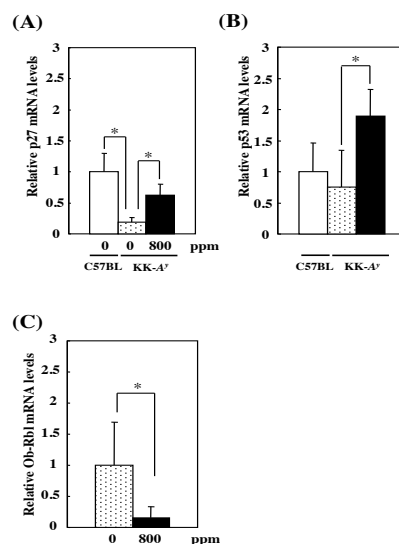 (A)
Relative p27 mRNA levels
3
2.5
2
1.5
1
0.5
0
*
*
0 0 800 ppm
C57BL KK-Aʸ
(B)
Relative p53 mRNA levels
3
2.5
2
1.5
1
0.5
0
*
C57BL KK-Aʸ
(C)
Relative Ob-Rb1 mRNA levels
3
2.5
2
1.5
1
0.5
0
*
0 800 ppm